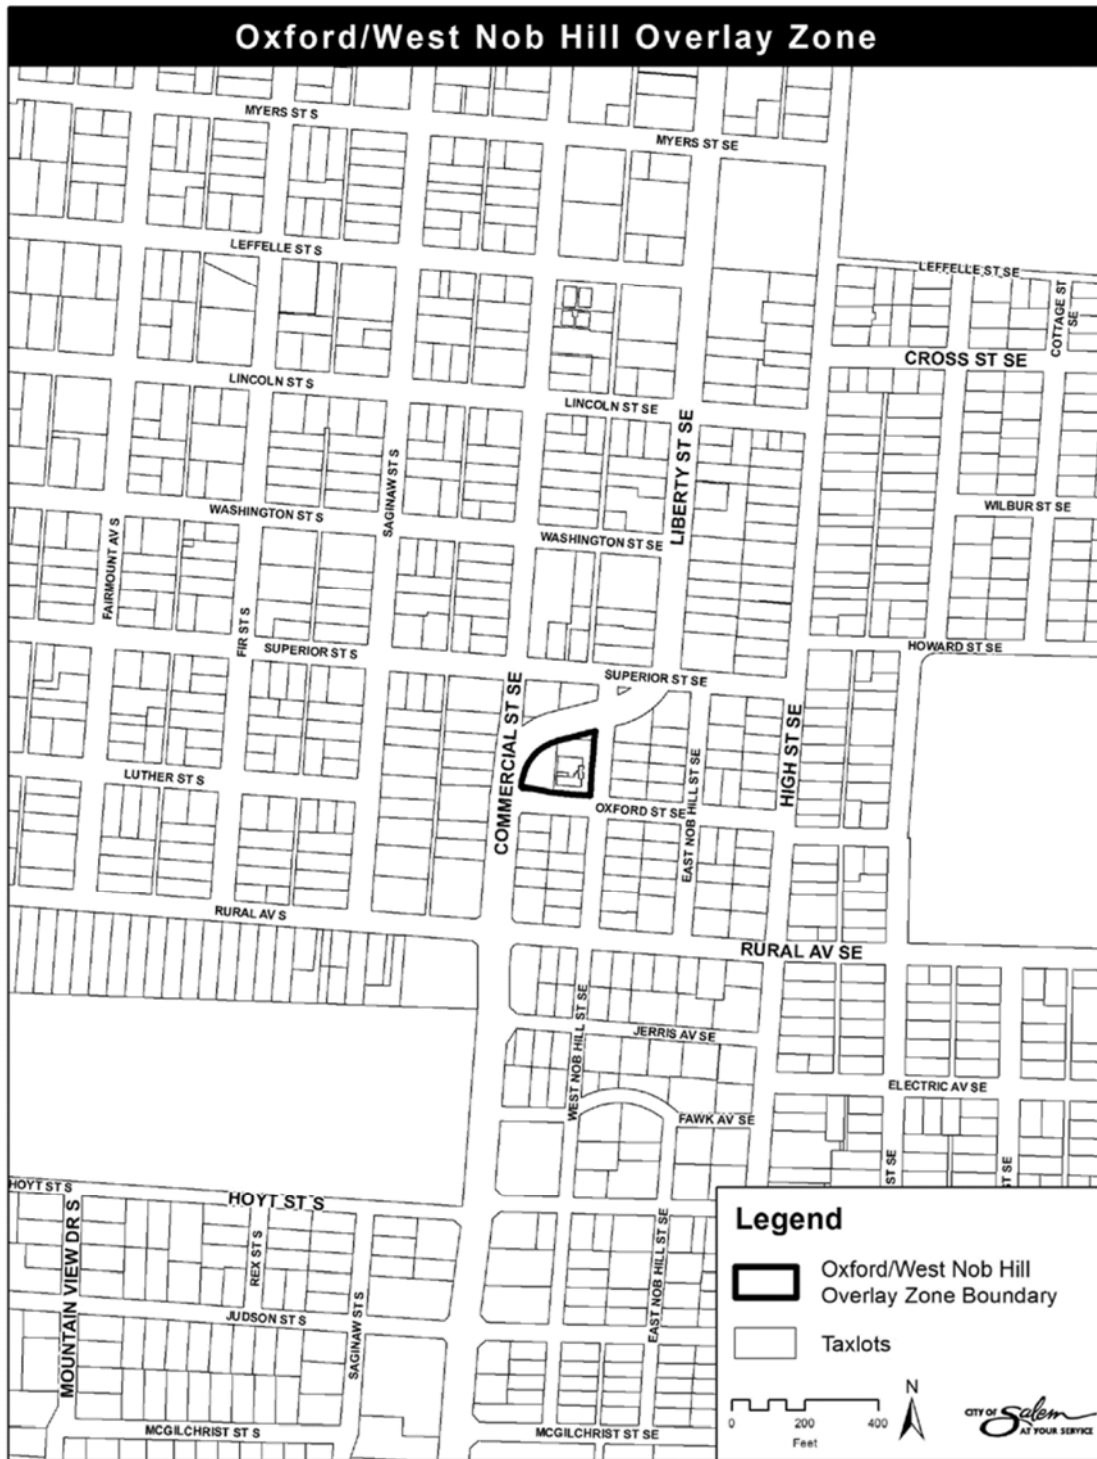 Oxford/West Nob Hill Overlay Zone
MYERS ST S
MYERS ST SE
LEFFELLE ST S
LEFFELLE ST SE
COTTAGE ST
SE
CROSS ST SE
LINCOLN ST S
LINCOLN ST SE
LIBERTY ST SE
SAGINAW ST S
WASHINGTON ST S
WILBUR ST SE
FAIRMOUNT AV S
WASHINGTON ST SE
FIR ST S
SUPERIOR ST S
HOWARD ST SE
SUPERIOR ST SE
COMMERCIAL ST SE
HIGH ST SE
LUTHER ST S
EAST NOB HILL ST SE
OXFORD ST SE
RURAL AV S
RURAL AV SE
WEST NOB HILL ST SE
JERRIS AV SE
ELECTRIC AV SE
FAWK AV SE
ST SE
ST SE
HOYT ST S
HOYT ST S
MOUNTAIN VIEW DR S
REX ST S
EAST NOB HILL ST SE
JUDSON ST S
SAGINAW ST S
MCGILCHRIST ST S
MCGILCHRIST ST SE
Legend
Oxford/West Nob Hill
Overlay Zone Boundary
Taxlots
N
0 200 400
Feet
CITY OF Salem
AT YOUR SERVICE